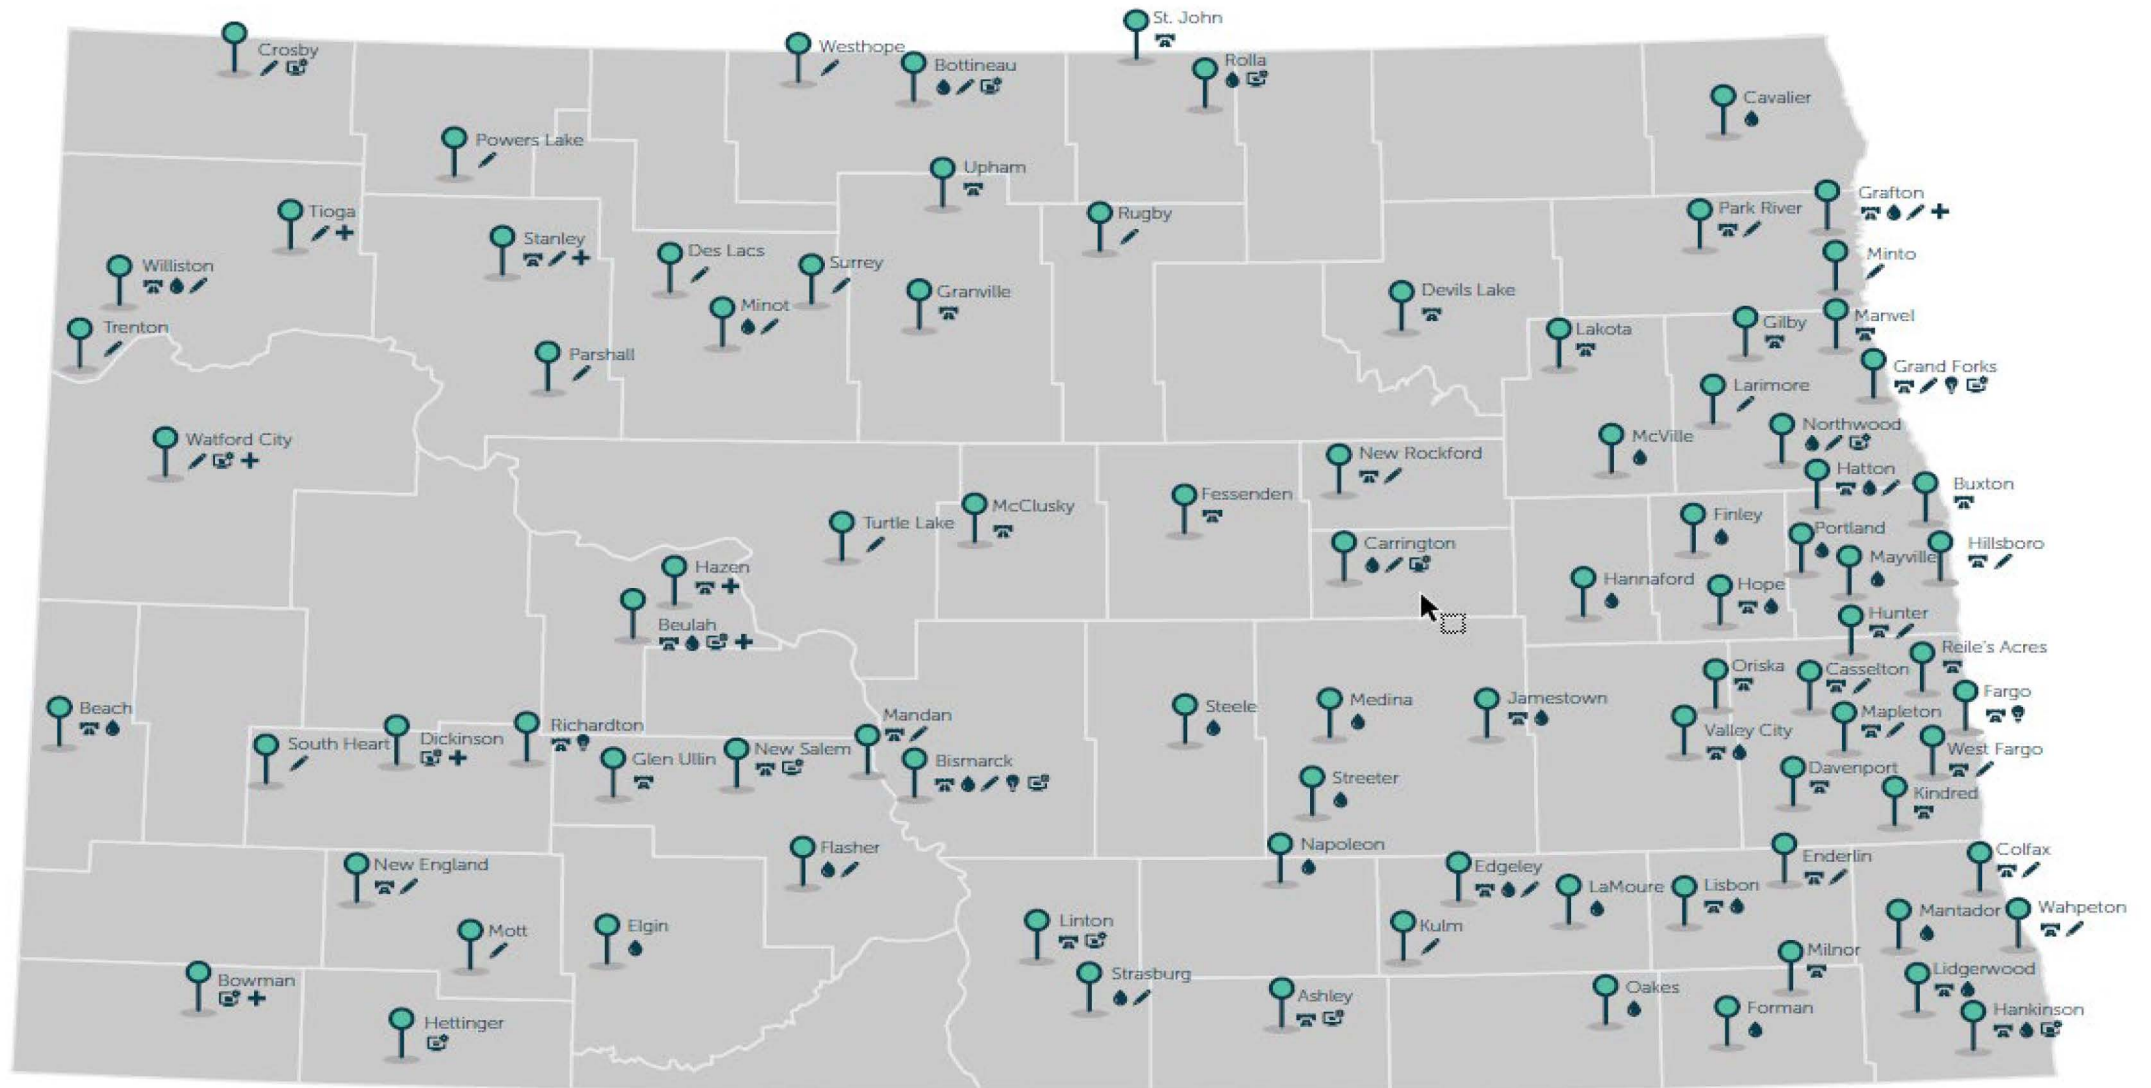 St. John
Crosby
Westhope
Bottineau
Rolla
Cavalier
Powers Lake
Upham
Grafton
Tioga
Rugby
Park River
Stanley
Des Lacs
Surrey
Minto
Williston
Granville
Devils Lake
Minot
Manvel
Trenton
Lakota
Gilby
Parshall
Grand Forks
Larimore
Watford City
McVille
Northwood
New Rockford
Hatton
Buxton
Fessenden
McClusky
Turtle Lake
Finley
Portland
Carrington
Hillsboro
Mayville
Hazen
Hannaford
Hope
Beulah
Hunter
Reile's Acres
Oriska
Casselton
Fargo
Beach
Steele
Medina
Jamestown
Mapleton
Mandan
Richardton
Valley City
South Heart
Dickinson
Glen Ullin
New Salem
Bismarck
West Fargo
Davenport
Streeter
Kindred
Flasher
Napoleon
Colfax
New England
Edgeley
Enderlin
LaMoure
Lisbon
Mantador
Wahpeton
Mott
Elgin
Linton
Kulm
Milnor
Bowman
Strasburg
Lidgerwood
Oakes
Ashley
Forman
Hankinson
Hettinger